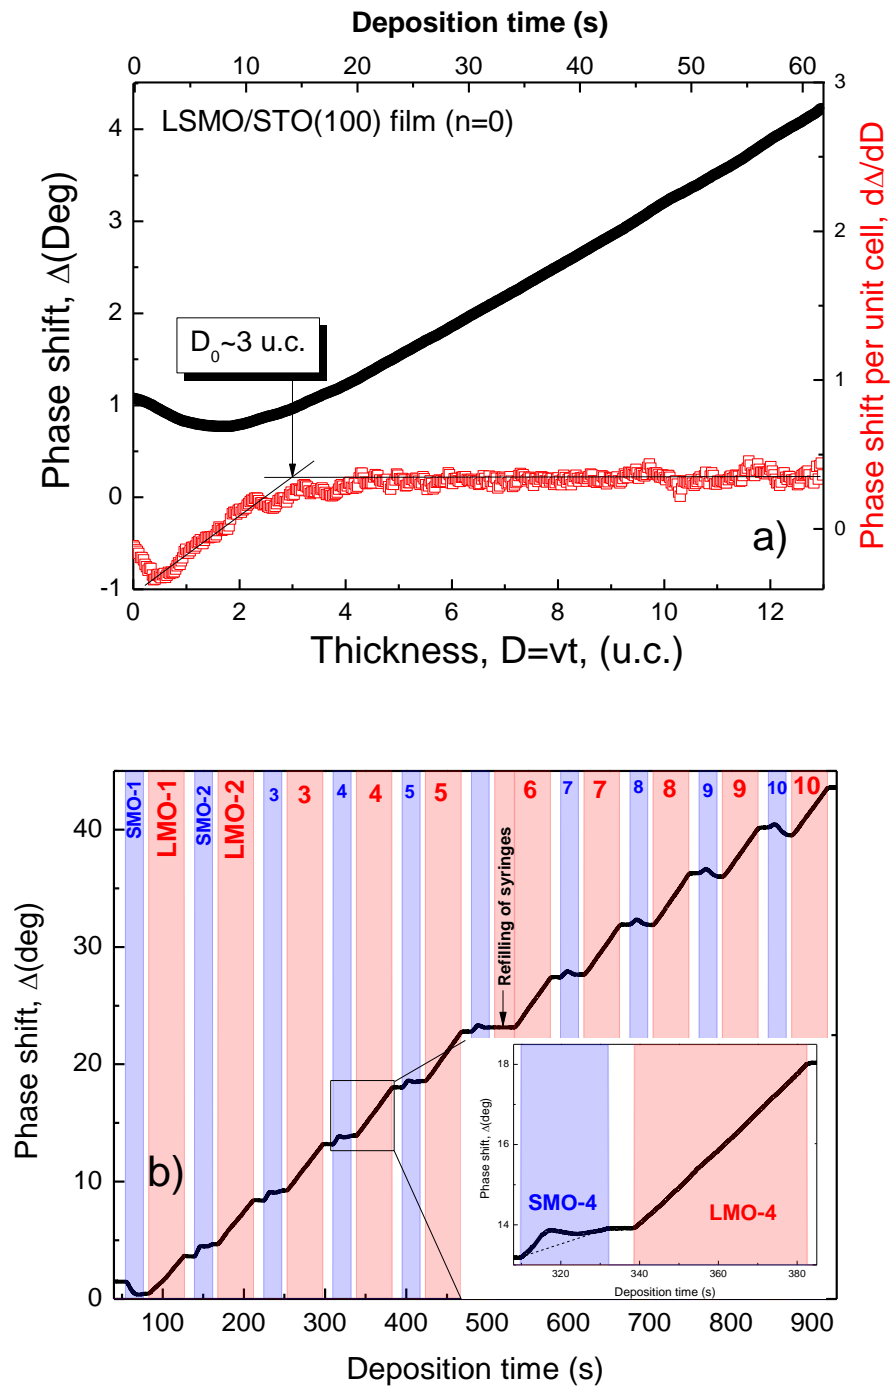 Deposition time (s)
0 10 20 30 40 50 60
LSMO/STO(100) film (n=0)
Phase shift, Δ(Deg)
4
3
2
1
0
-1
Phase shift per unit cell, dΔ/dD
3
2
1
0
D₀~3 u.c.
a)
0 2 4 6 8 10 12
Thickness, D=vt, (u.c.)
SMO-1 LMO-1 SMO-2 LMO-2 3 3 4 4 5 5 6 7 7 8 8 9 9 10 10
Phase shift, Δ(deg)
40
30
20
10
0
Refilling of syringes
b)
Phase shift, Δ(deg)
18
16
14
SMO-4
LMO-4
320 340 360 380
Deposition time (s)
100 200 300 400 500 600 700 800 900
Deposition time (s)